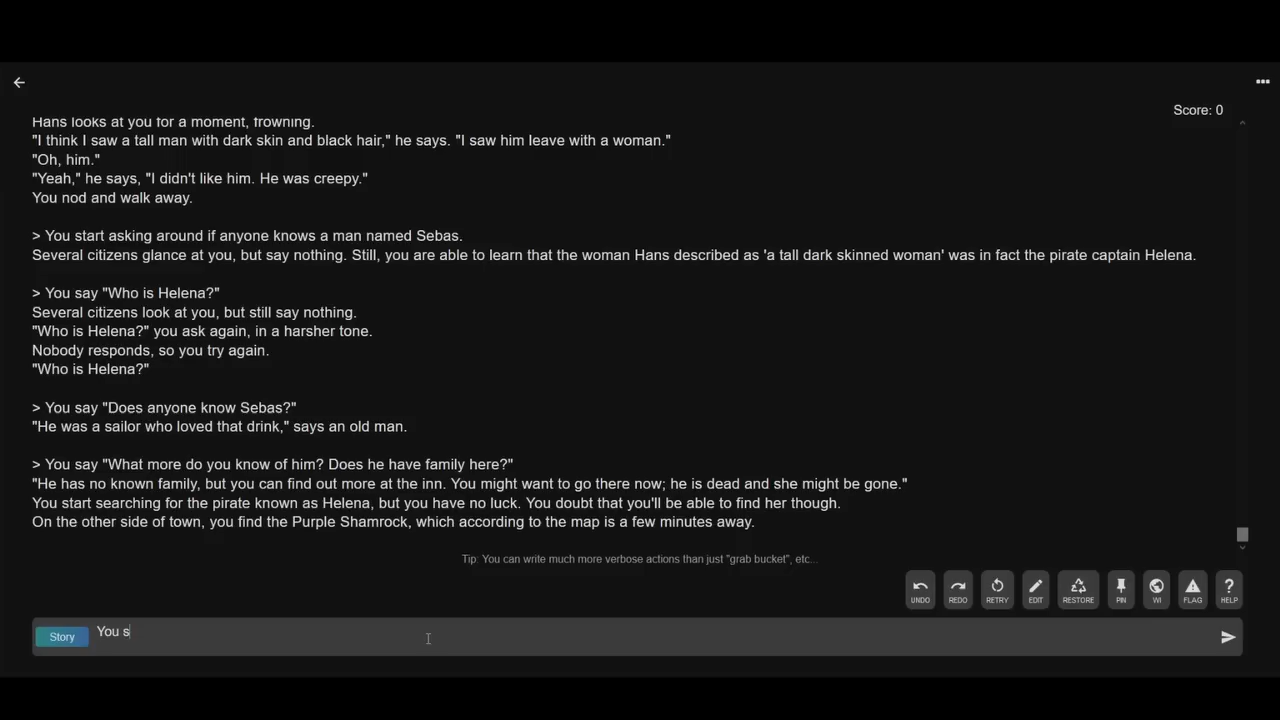 Score: 0
Hans looks at you for a moment, frowning.
"I think I saw a tall man with dark skin and black hair," he says. "I saw him leave with a woman."
"Oh, him."
"Yeah," he says, "I didn't like him. He was creepy."
You nod and walk away.
> You start asking around if anyone knows a man named Sebas.
Several citizens glance at you, but say nothing. Still, you are able to learn that the woman Hans described as 'a tall dark skinned woman' was in fact the pirate captain Helena.
> You say "Who is Helena?"
Several citizens look at you, but still say nothing.
"Who is Helena?" you ask again, in a harsher tone.
Nobody responds, so you try again.
"Who is Helena?"
> You say "Does anyone know Sebas?"
"He was a sailor who loved that drink," says an old man.
> You say "What more do you know of him? Does he have family here?"
"He has no known family, but you can find out more at the inn. You might want to go there now; he is dead and she might be gone."
You start searching for the pirate known as Helena, but you have no luck. You doubt that you'll be able to find her though.
On the other side of town, you find the Purple Shamrock, which according to the map is a few minutes away.
Tip: You can write much more verbose actions than just "grab bucket", etc...
UNDO REDO RETRY EDIT RESTORE PIN WI FLAG HELP
Story You s